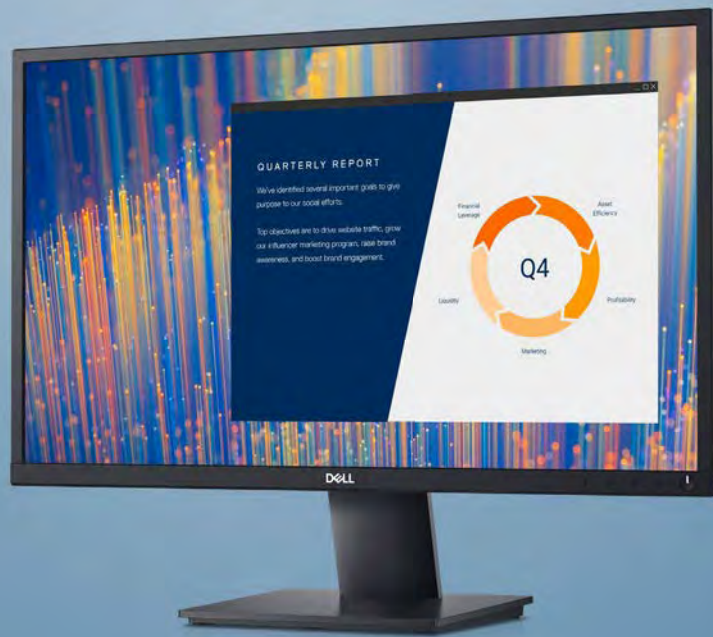 QUARTERLY REPORT
We've identified several important goals to give
purpose to our social efforts.
Top objectives are to drive website traffic, grow
our influencer marketing program, raise brand
awareness, and boost brand engagement.
Financial
Leverage
Asset
Efficiency
Q4
Liquidity
Profitability
Marketing
DELL